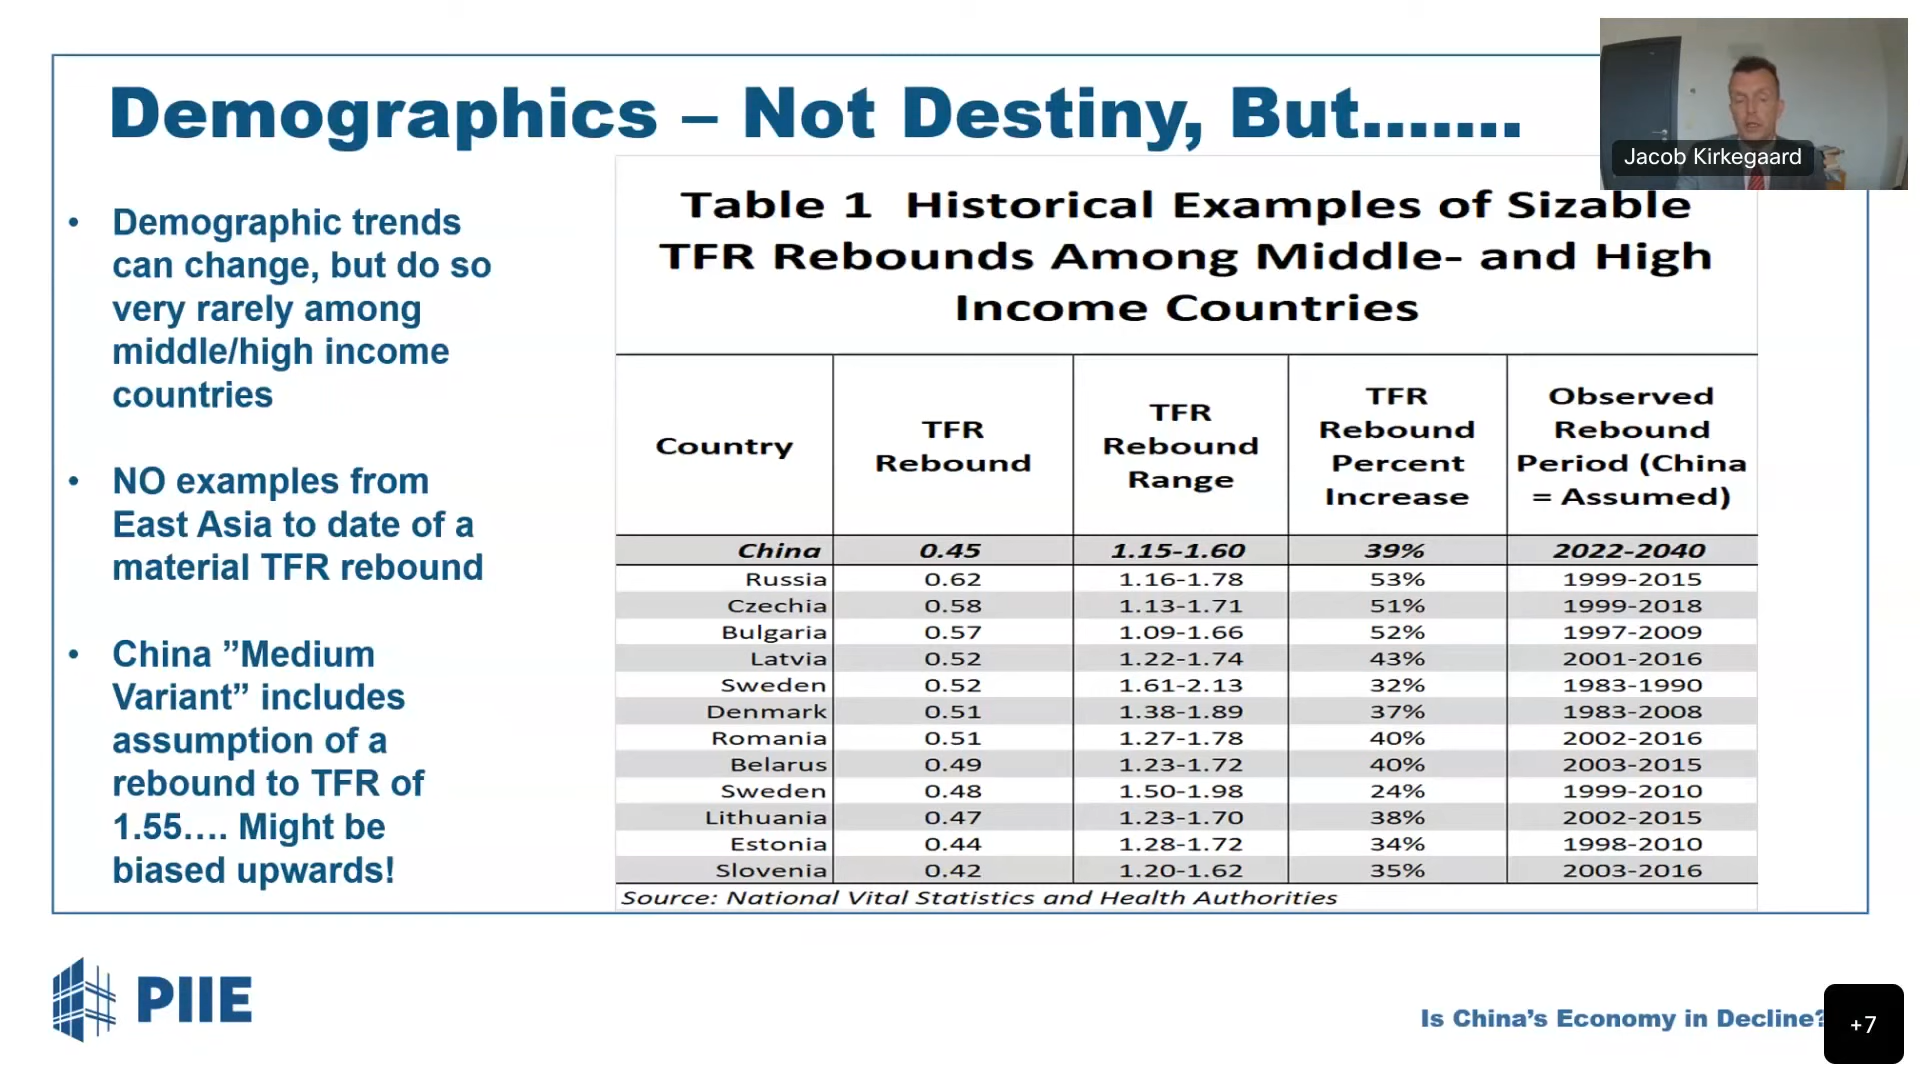 Demographics – Not Destiny, But…….
Jacob Kirkegaard
• Demographic trends
can change, but do so
very rarely among
middle/high income
countries
• NO examples from
East Asia to date of a
material TFR rebound
• China ”Medium
Variant” includes
assumption of a
rebound to TFR of
1.55…. Might be
biased upwards!
Table 1 Historical Examples of Sizable
TFR Rebounds Among Middle- and High
Income Countries
Country TFR Rebound TFR Rebound Range TFR Rebound Percent Increase Observed Rebound Period (China = Assumed)
China 0.45 1.15-1.60 39% 2022-2040
Russia 0.62 1.16-1.78 53% 1999-2015
Czechia 0.58 1.13-1.71 51% 1999-2018
Bulgaria 0.57 1.09-1.66 52% 1997-2009
Latvia 0.52 1.22-1.74 43% 2001-2016
Sweden 0.52 1.61-2.13 32% 1983-1990
Denmark 0.51 1.38-1.89 37% 1983-2008
Romania 0.51 1.27-1.78 40% 2002-2016
Belarus 0.49 1.23-1.72 40% 2003-2015
Sweden 0.48 1.50-1.98 24% 1999-2010
Lithuania 0.47 1.23-1.70 38% 2002-2015
Estonia 0.44 1.28-1.72 34% 1998-2010
Slovenia 0.42 1.20-1.62 35% 2003-2016
Source: National Vital Statistics and Health Authorities
PIIE
Is China’s Economy in Decline?
+7